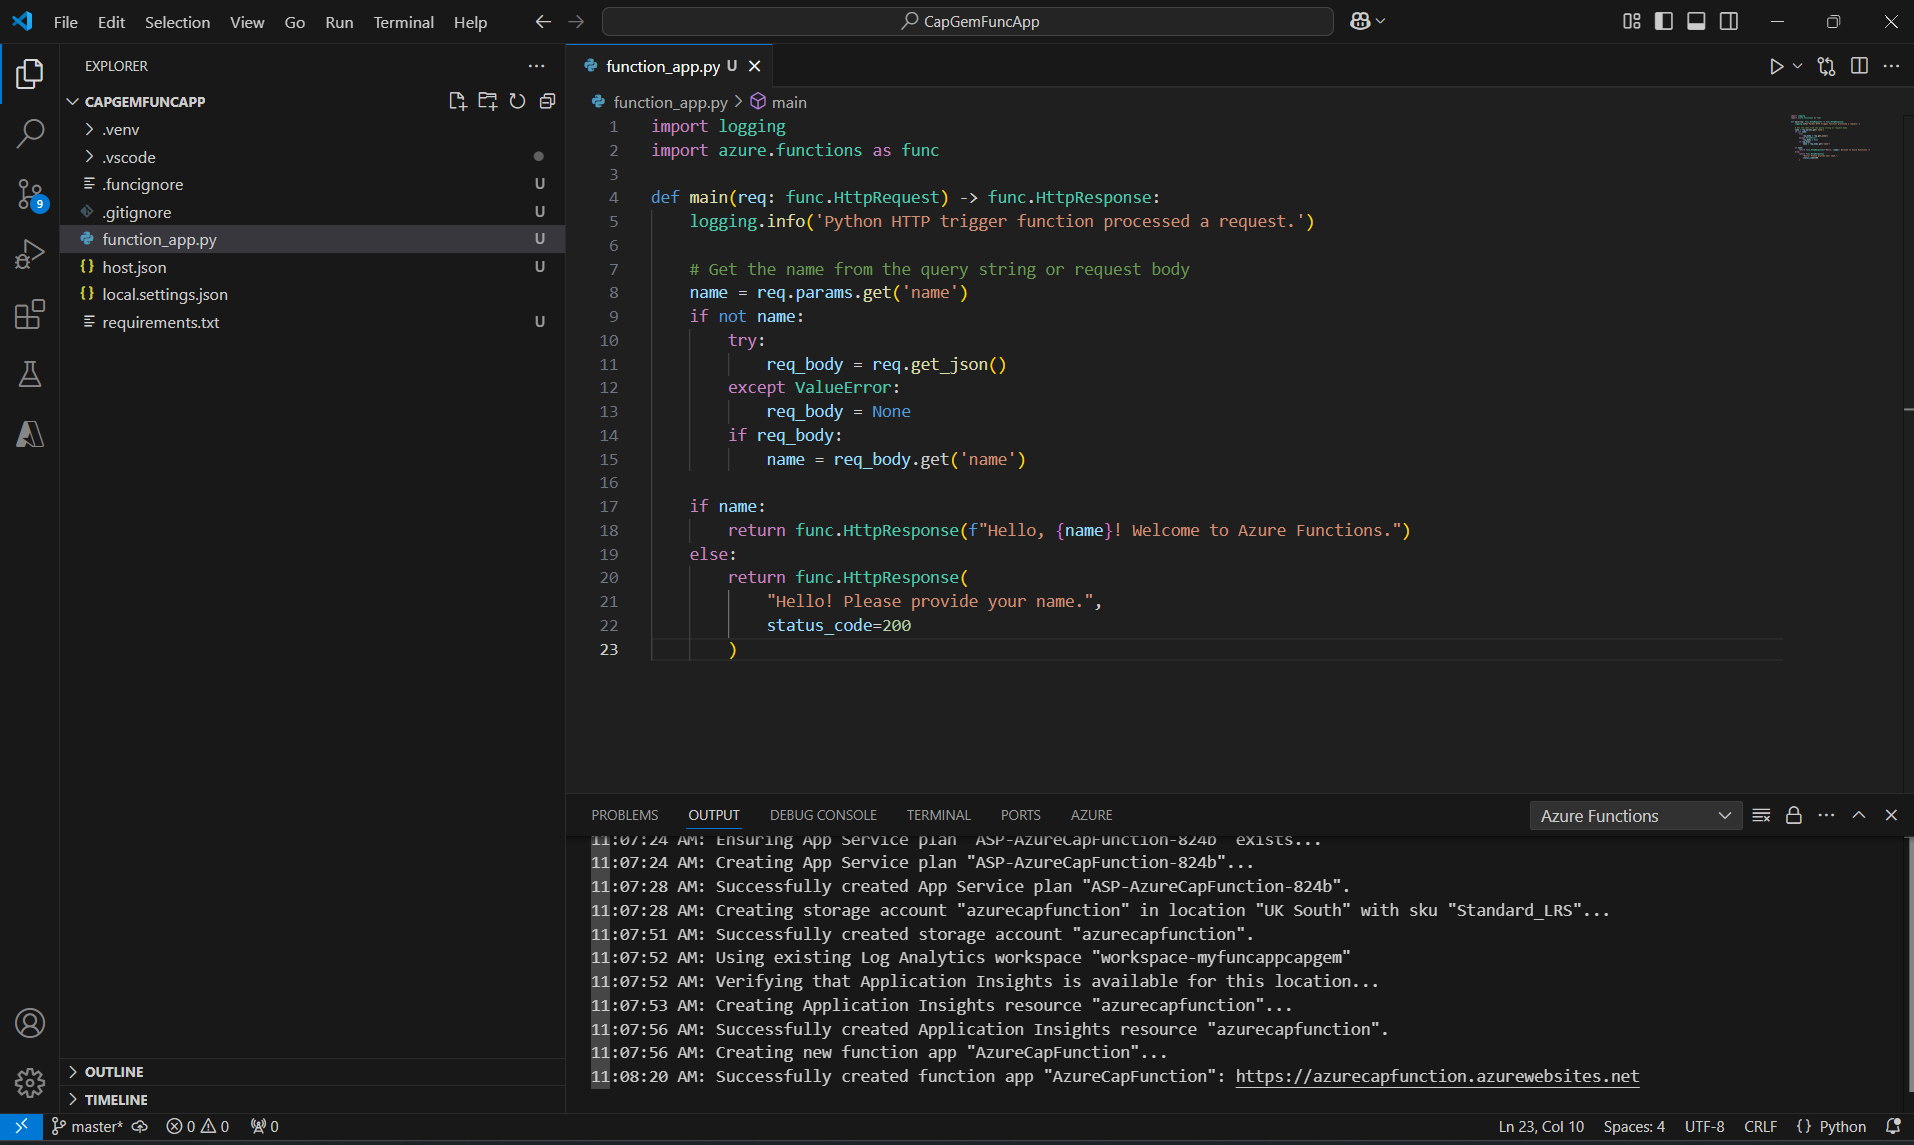 File Edit Selection View Go Run Terminal Help
CapGemFuncApp
EXPLORER
CAPGEMFUNCAPP
.venv
.vscode
.funcignore U
.gitignore U
function_app.py U
host.json U
local.settings.json
requirements.txt U
9
OUTLINE
TIMELINE
function_app.py U
function_app.py > main
1 import logging
2 import azure.functions as func
3
4 def main(req: func.HttpRequest) -> func.HttpResponse:
5 logging.info('Python HTTP trigger function processed a request.')
6
7 # Get the name from the query string or request body
8 name = req.params.get('name')
9 if not name:
10 try:
11 req_body = req.get_json()
12 except ValueError:
13 req_body = None
14 if req_body:
15 name = req_body.get('name')
16
17 if name:
18 return func.HttpResponse(f"Hello, {name}! Welcome to Azure Functions.")
19 else:
20 return func.HttpResponse(
21 "Hello! Please provide your name.",
22 status_code=200
23 )
PROBLEMS OUTPUT DEBUG CONSOLE TERMINAL PORTS AZURE
Azure Functions
11:07:24 AM: Ensuring App Service plan "ASP-AzureCapFunction-824b" exists...
11:07:24 AM: Creating App Service plan "ASP-AzureCapFunction-824b"...
11:07:28 AM: Successfully created App Service plan "ASP-AzureCapFunction-824b".
11:07:28 AM: Creating storage account "azurecapfunction" in location "UK South" with sku "Standard_LRS"...
11:07:51 AM: Successfully created storage account "azurecapfunction".
11:07:52 AM: Using existing Log Analytics workspace "workspace-myfuncappcapgem"
11:07:52 AM: Verifying that Application Insights is available for this location...
11:07:53 AM: Creating Application Insights resource "azurecapfunction"...
11:07:56 AM: Successfully created Application Insights resource "azurecapfunction".
11:07:56 AM: Creating new function app "AzureCapFunction"...
11:08:20 AM: Successfully created function app "AzureCapFunction": https://azurecapfunction.azurewebsites.net
master* 0 0 0
Ln 23, Col 10 Spaces: 4 UTF-8 CRLF {} Python